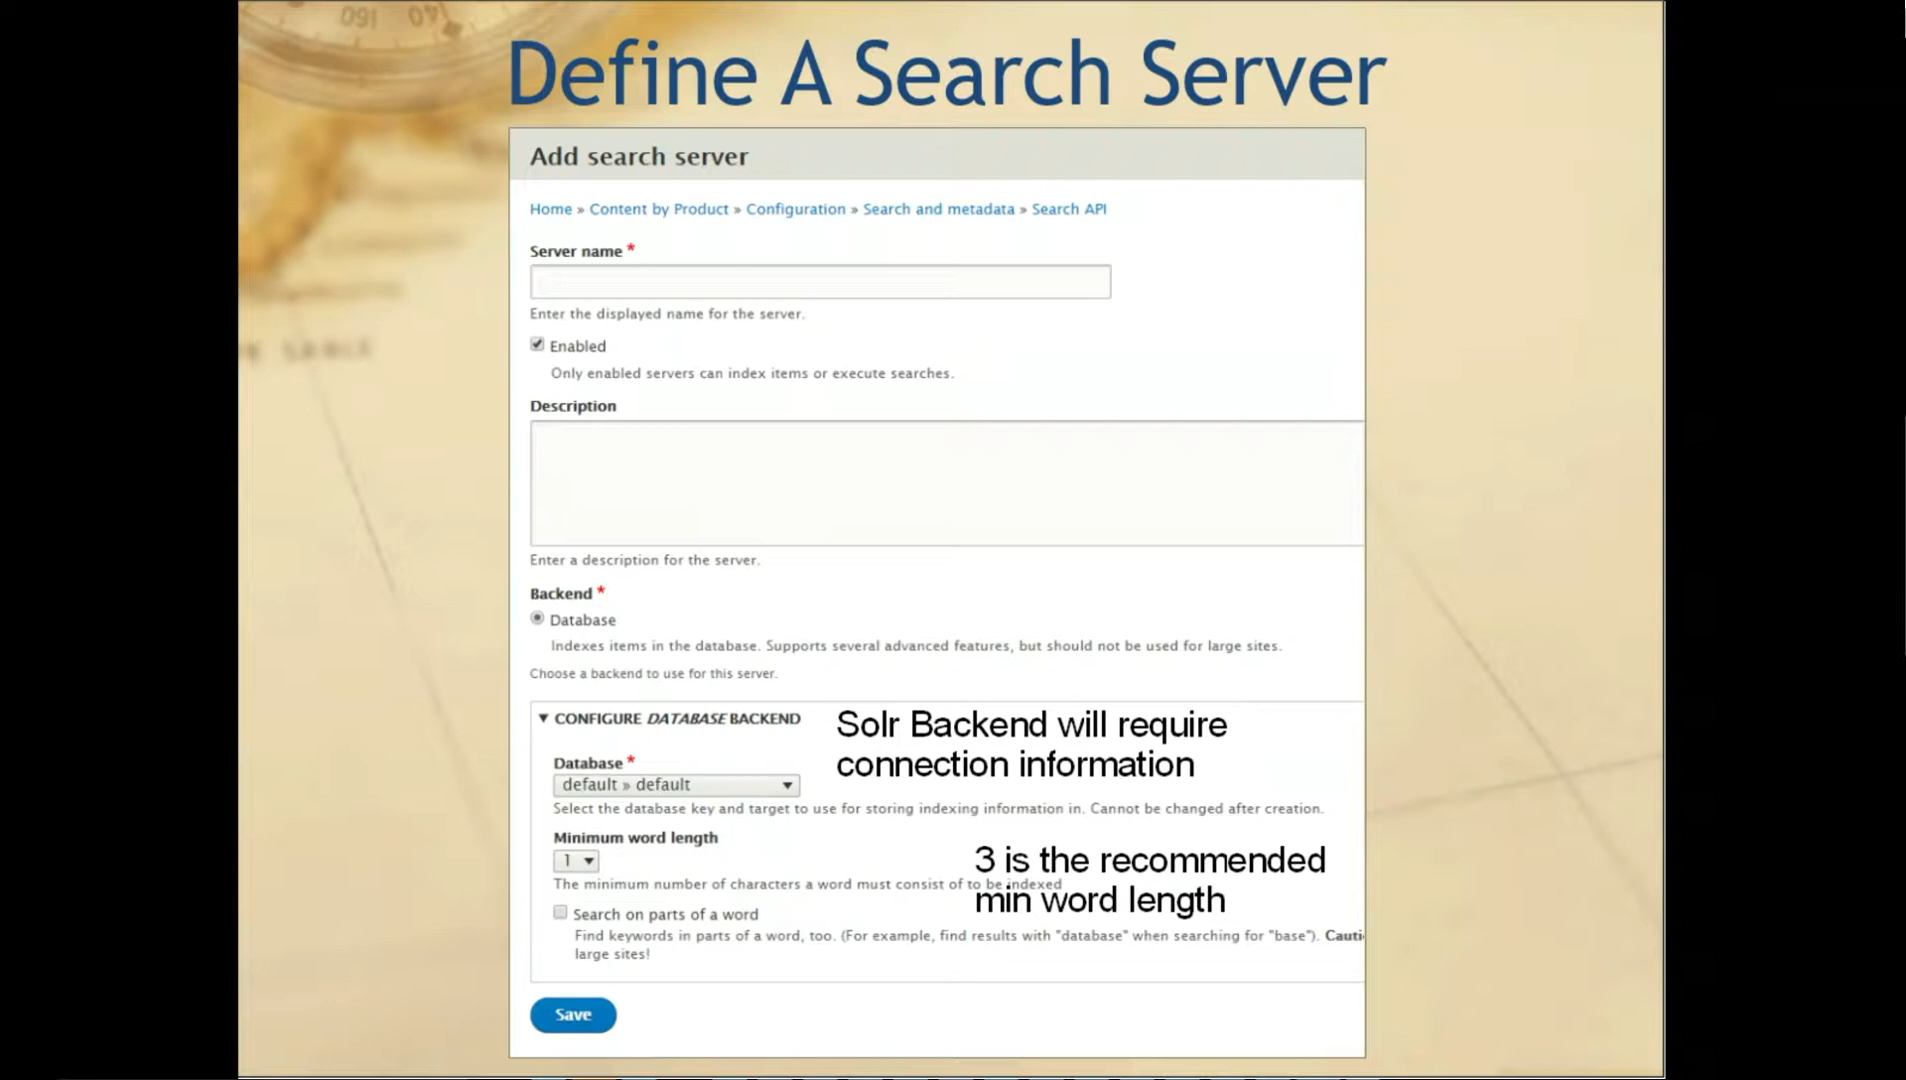 Define A Search Server
Add search server
Home » Content by Product » Configuration » Search and metadata » Search API
Server name *
Enter the displayed name for the server.
Enabled
Only enabled servers can index items or execute searches.
Description
Enter a description for the server.
Backend *
Database
Indexes items in the database. Supports several advanced features, but should not be used for large sites.
Choose a backend to use for this server.
▼ CONFIGURE DATABASE BACKEND
Solr Backend will require
connection information
Database *
default » default
Select the database key and target to use for storing indexing information in. Cannot be changed after creation.
Minimum word length
1
The minimum number of characters a word must consist of to be indexed
3 is the recommended
min word length
Search on parts of a word
Find keywords in parts of a word, too. (For example, find results with "database" when searching for "base"). Cauti
large sites!
Save